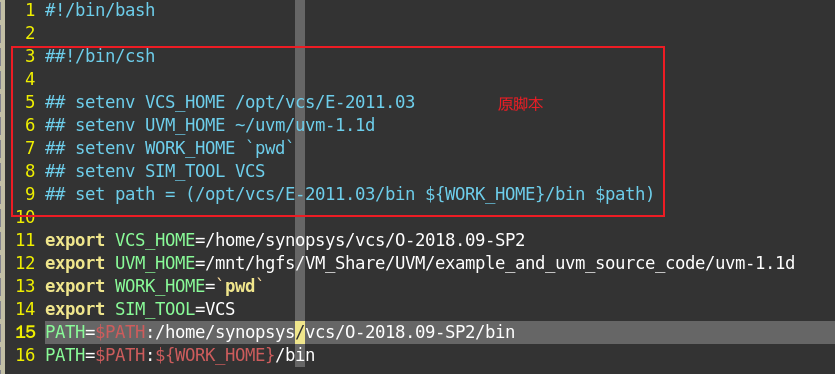 1 #!/bin/bash
2
3 ##!/bin/csh
4
5 ## setenv VCS_HOME /opt/vcs/E-2011.03 原脚本
6 ## setenv UVM_HOME ~/uvm/uvm-1.1d
7 ## setenv WORK_HOME `pwd`
8 ## setenv SIM_TOOL VCS
9 ## set path = (/opt/vcs/E-2011.03/bin ${WORK_HOME}/bin $path)
10
11 export VCS_HOME=/home/synopsys/vcs/O-2018.09-SP2
12 export UVM_HOME=/mnt/hgfs/VM_Share/UVM/example_and_uvm_source_code/uvm-1.1d
13 export WORK_HOME=`pwd`
14 export SIM_TOOL=VCS
15 PATH=$PATH:/home/synopsys/vcs/O-2018.09-SP2/bin
16 PATH=$PATH:${WORK_HOME}/bin